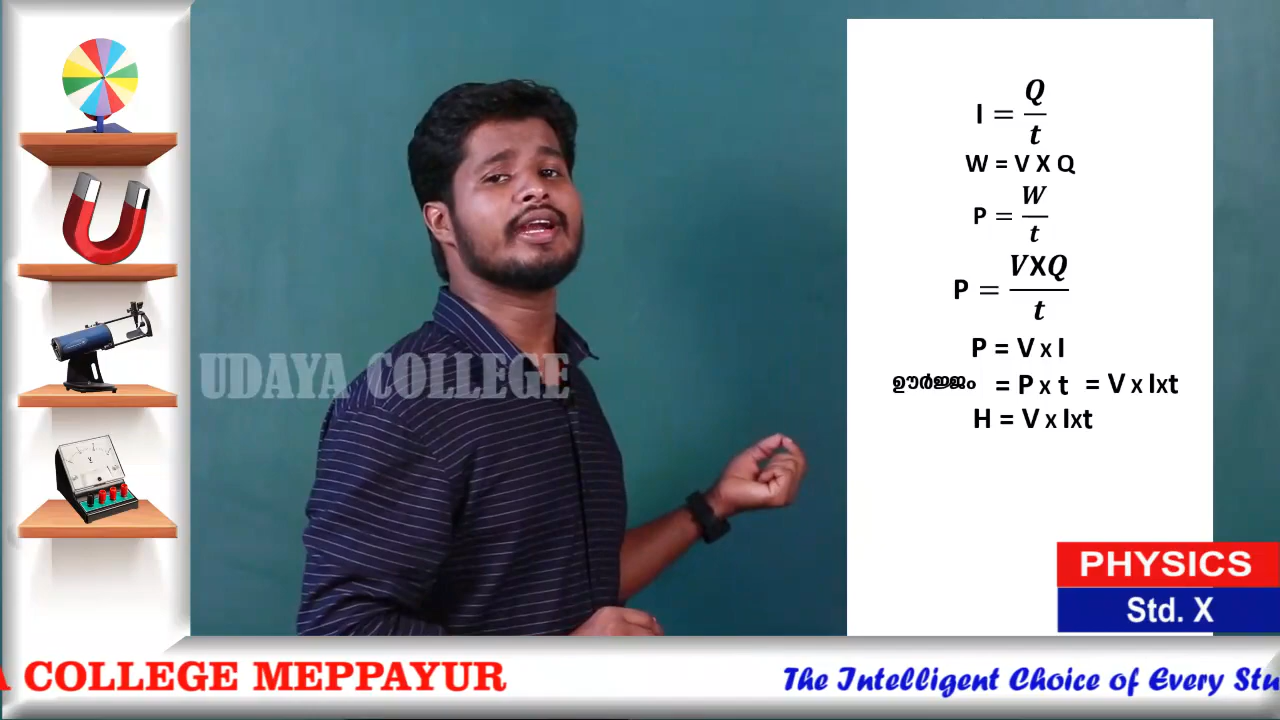 I = Q/t
W = V X Q
P = W/t
P = VXQ/t
P = V x I
ഊർജ്ജം = P x t = V x Ixt
H = V x Ixt
UDAYA COLLEGE
PHYSICS
Std. X
A COLLEGE MEPPAYUR
The Intelligent Choice of Every Stu